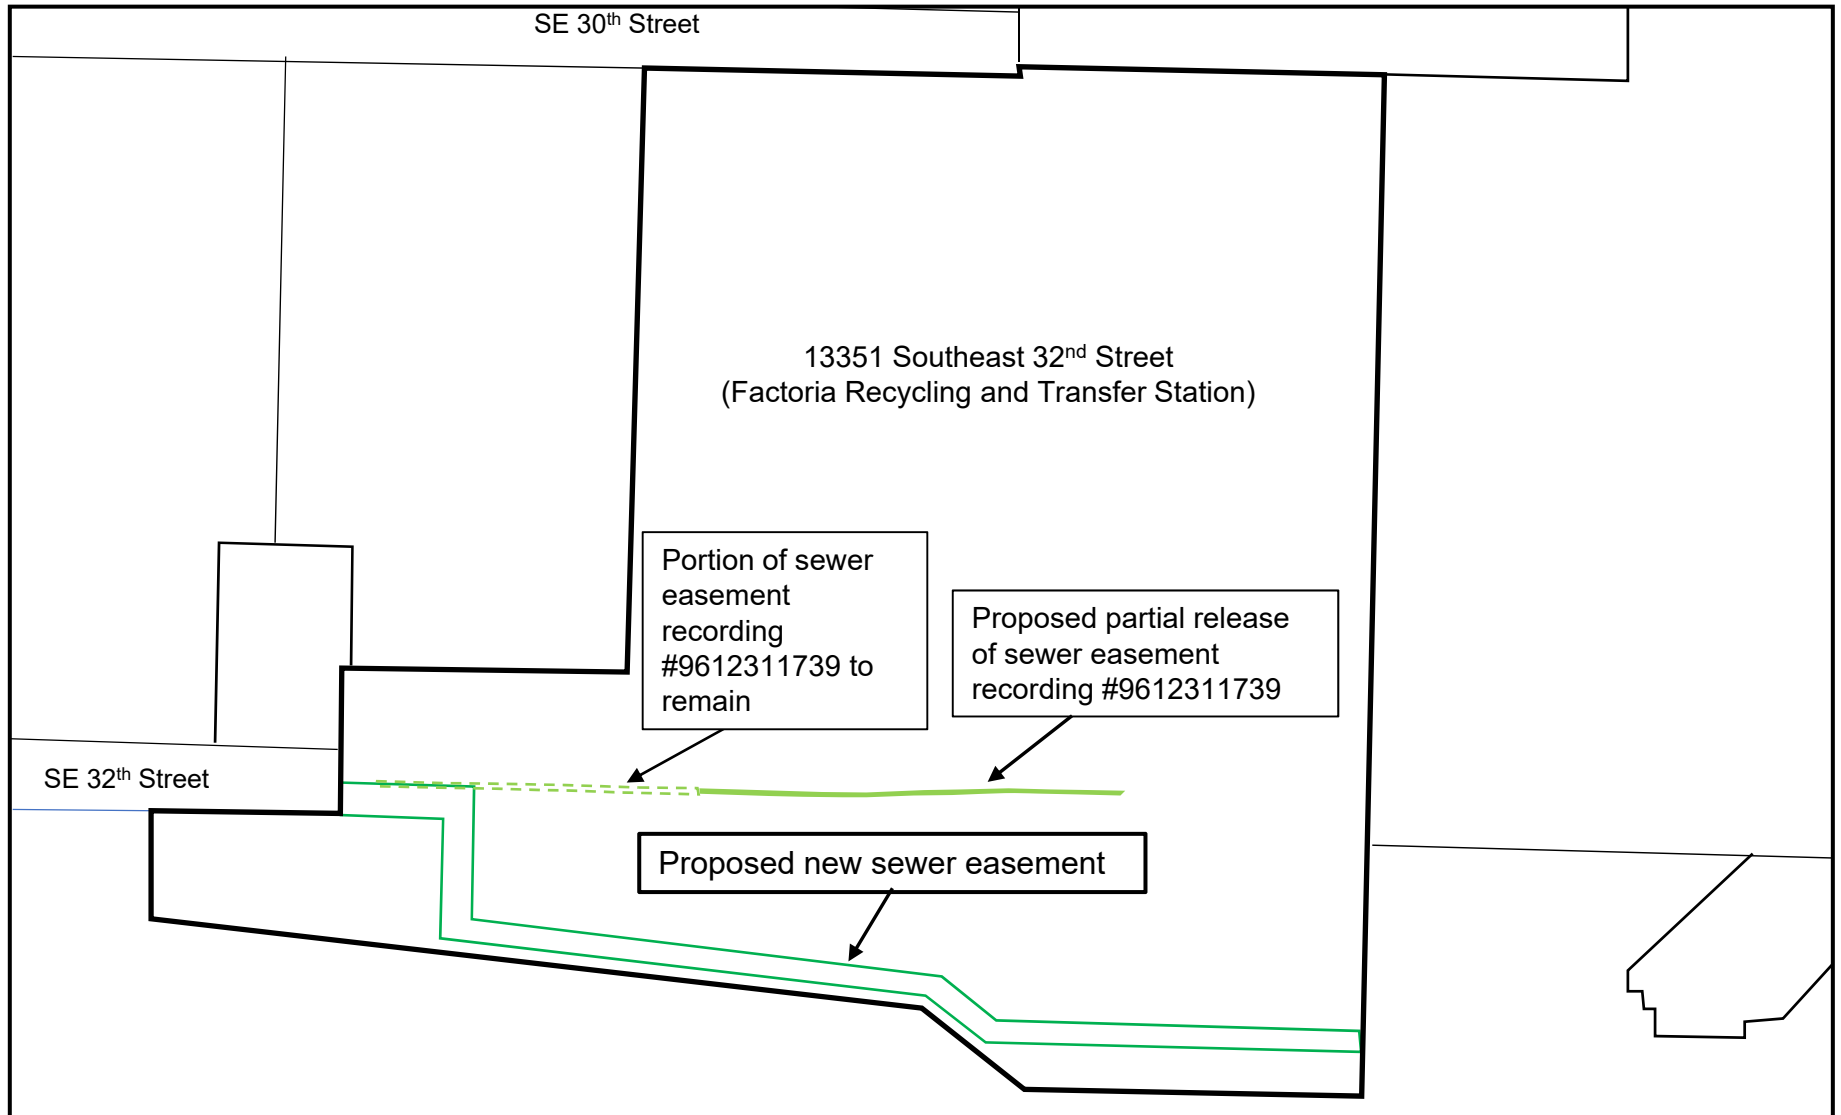 SE 30th Street
13351 Southeast 32nd Street
(Factoria Recycling and Transfer Station)
Portion of sewer
easement
recording
#9612311739 to
remain
Proposed partial release
of sewer easement
recording #9612311739
SE 32th Street
Proposed new sewer easement